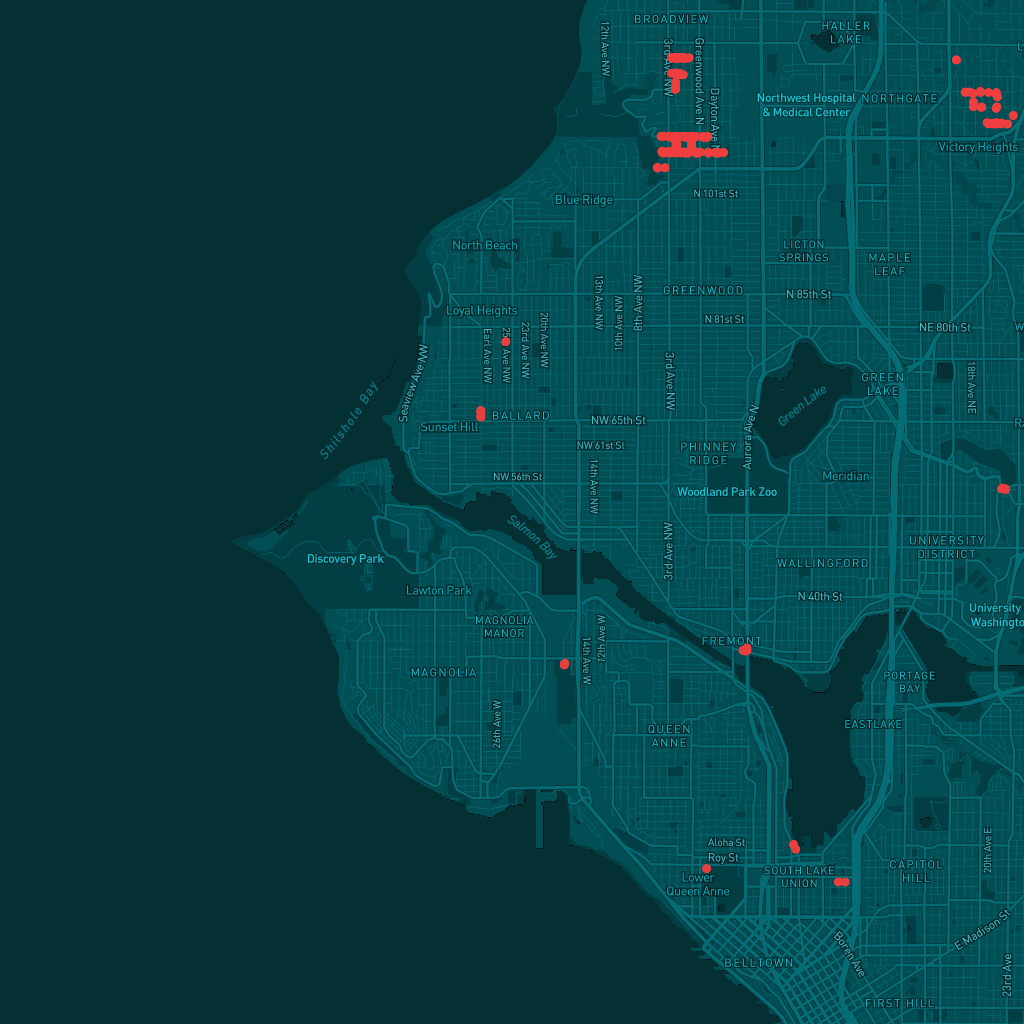 BROADVIEW
HALLER
LAKE
12th Ave NW
3rd Ave NW
Greenwood Ave N
Dayton Ave N
Northwest Hospital
& Medical Center
NORTHGATE
Victory Heights
N 101st St
Blue Ridge
North Beach
LICTON
SPRINGS
MAPLE
LEAF
GREENWOOD
N 85th St
Loyal Heights
13th Ave NW
10th Ave NW
8th Ave NW
N 81st St
NE 80th St
Earl Ave NW
23rd Ave NW
20th Ave NW
Seaview Ave NW
3rd Ave NW
GREEN
LAKE
18th Ave NE
Green Lake
Shilshole Bay
BALLARD
Sunset Hill
NW 65th St
Aurora Ave N
NW 61st St
PHINNEY
RIDGE
NW 56th St
14th Ave NW
Meridian
Woodland Park Zoo
Salmon Bay
3rd Ave NW
UNIVERSITY
DISTRICT
Discovery Park
WALLINGFORD
Lawton Park
N 40th St
University
Washington
MAGNOLIA
MANOR
12th Ave W
14th Ave W
FREMONT
MAGNOLIA
PORTAGE
BAY
26th Ave W
QUEEN
ANNE
EASTLAKE
Aloha St
Roy St
20th Ave E
Lower
Queen Anne
SOUTH LAKE
UNION
CAPITOL
HILL
E Madison St
Boren Ave
BELLTOWN
23rd Ave
FIRST HILL